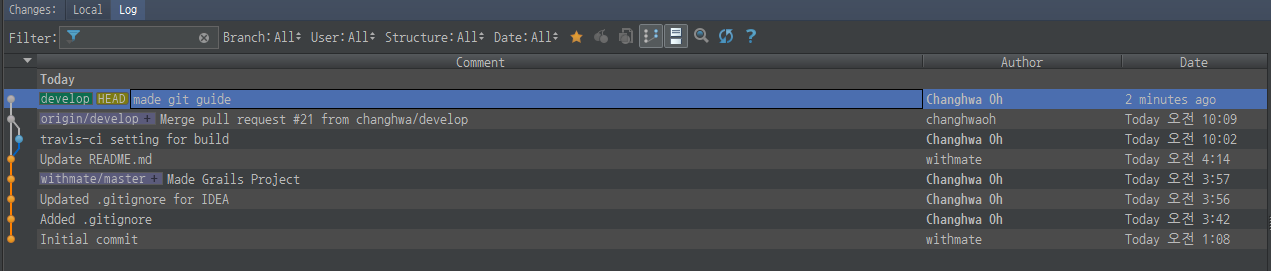 Changes: Local Log
Filter: Branch:All User:All Structure:All Date:All ?
Comment Author Date
Today
develop HEAD made git guide Changhwa Oh 2 minutes ago
origin/develop + Merge pull request #21 from changhwa/develop changhwaoh Today 오전 10:09
travis-ci setting for build Changhwa Oh Today 오전 10:02
Update README.md withmate Today 오전 4:14
withmate/master + Made Grails Project Changhwa Oh Today 오전 3:57
Updated .gitignore for IDEA Changhwa Oh Today 오전 3:56
Added .gitignore Changhwa Oh Today 오전 3:42
Initial commit withmate Today 오전 1:08